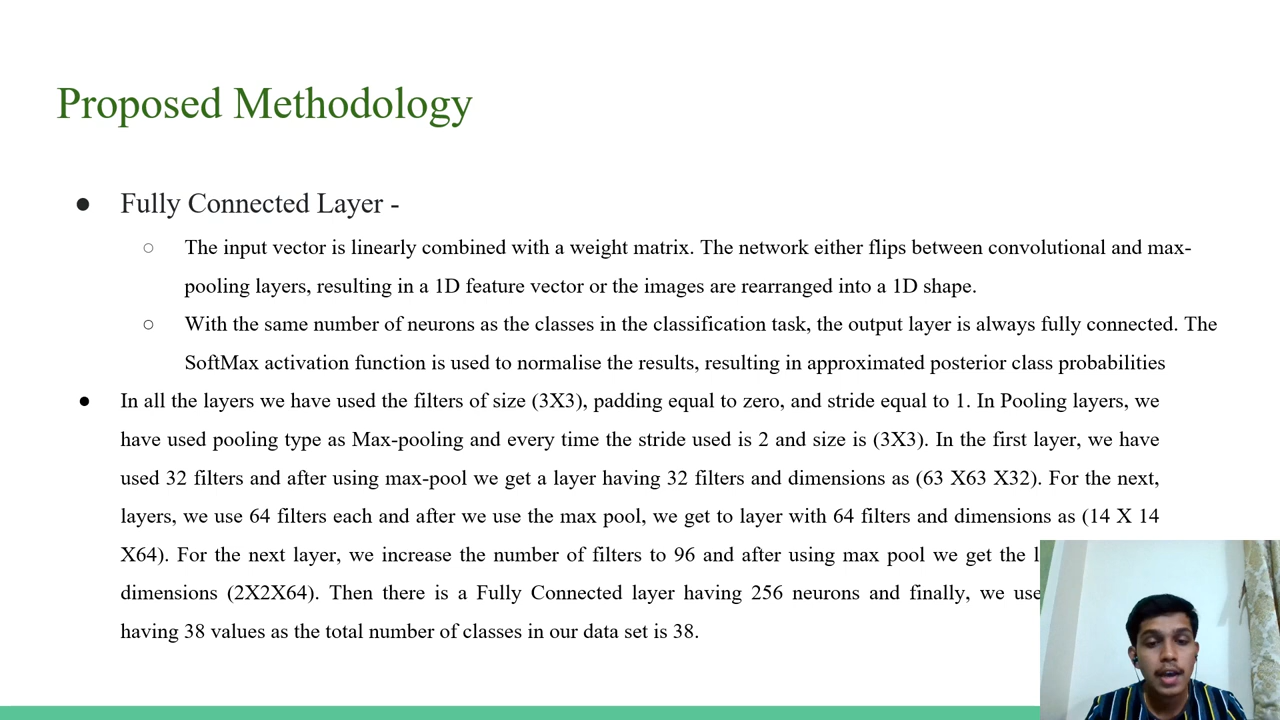 Proposed Methodology
● Fully Connected Layer -
○ The input vector is linearly combined with a weight matrix. The network either flips between convolutional and max-
pooling layers, resulting in a 1D feature vector or the images are rearranged into a 1D shape.
○ With the same number of neurons as the classes in the classification task, the output layer is always fully connected. The
SoftMax activation function is used to normalise the results, resulting in approximated posterior class probabilities
● In all the layers we have used the filters of size (3X3), padding equal to zero, and stride equal to 1. In Pooling layers, we
have used pooling type as Max-pooling and every time the stride used is 2 and size is (3X3). In the first layer, we have
used 32 filters and after using max-pool we get a layer having 32 filters and dimensions as (63 X63 X32). For the next,
layers, we use 64 filters each and after we use the max pool, we get to layer with 64 filters and dimensions as (14 X 14
X64). For the next layer, we increase the number of filters to 96 and after using max pool we get the
dimensions (2X2X64). Then there is a Fully Connected layer having 256 neurons and finally, we use
having 38 values as the total number of classes in our data set is 38.